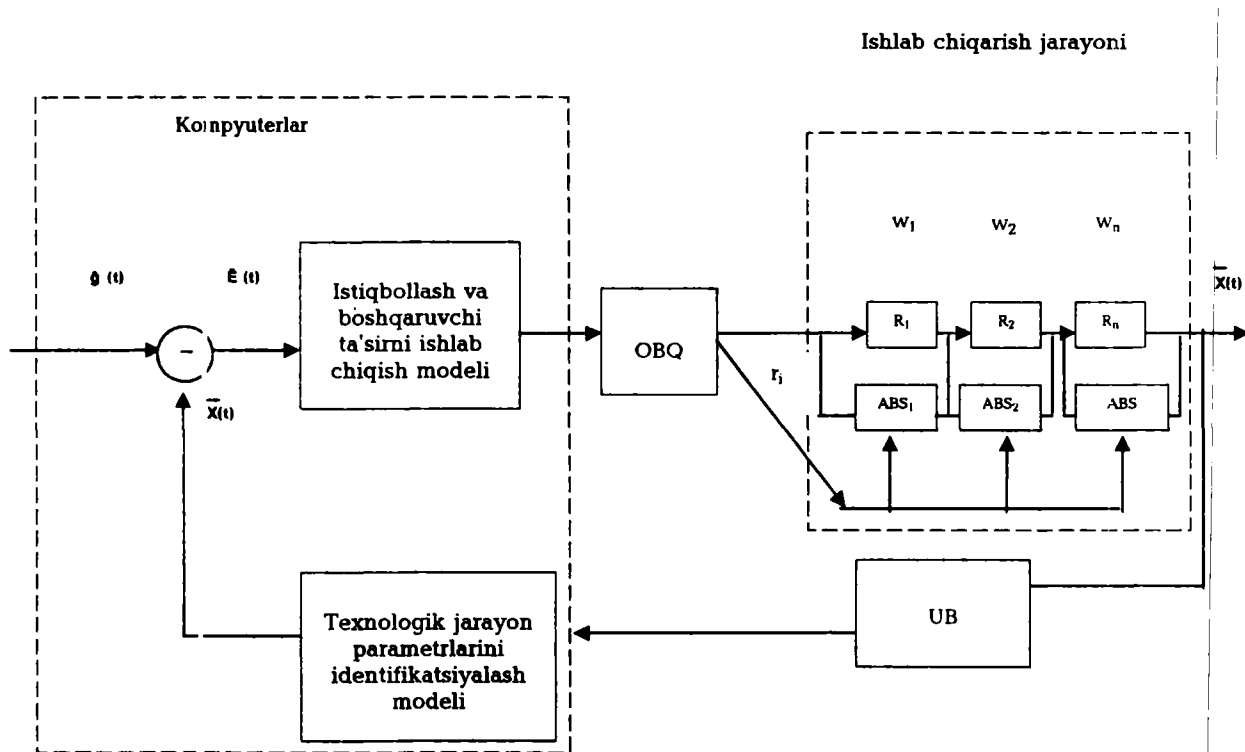 Ishlab chiqarish jarayoni
Kompyuterlar
W₁ W₂ Wₙ
ĝ (t)
Ê (t)
X̅(t)
Istiqbollash va
boshqaruvchi
ta'sirni ishlab
chiqish modeli
OBQ
R₁ R₂ Rₙ
rⱼ
ABS₁ ABS₂ ABS
X̅(t)
Texnologik jarayon
parametrlarini
identifikatsiyalash
modeli
UB
-